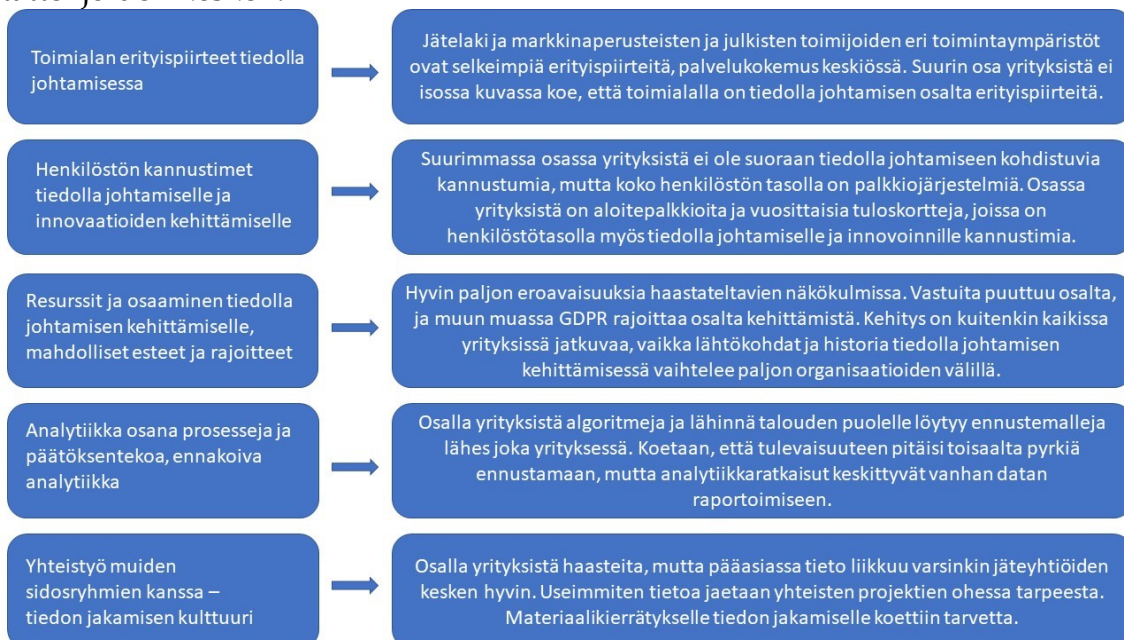 Toimialan erityispiirteet tiedolla
johtamisessa
Jätelaki ja markkinaperusteisten ja julkisten toimijoiden eri toimintaympäristöt
ovat selkeimpiä erityispiirteitä, palvelukokemus keskiössä. Suurin osa yrityksistä ei
isossa kuvassa koe, että toimialalla on tiedolla johtamisen osalta erityispiirteitä.
Henkilöstön kannustimet
tiedolla johtamiselle ja
innovaatioiden kehittämiselle
Suurimmassa osassa yrityksistä ei ole suoraan tiedolla johtamiseen kohdistuvia
kannustumia, mutta koko henkilöstön tasolla on palkkiojärjestelmiä. Osassa
yrityksistä on aloitepalkkioita ja vuosittaisia tuloskortteja, joissa on
henkilöstötasolla myös tiedolla johtamiselle ja innovoinnille kannustimia.
Resurssit ja osaaminen tiedolla
johtamisen kehittämiselle,
mahdolliset esteet ja rajoitteet
Hyvin paljon eroavaisuuksia haastateltavien näkökulmissa. Vastuita puuttuu osalta,
ja muun muassa GDPR rajoittaa osalta kehittämistä. Kehitys on kuitenkin kaikissa
yrityksissä jatkuvaa, vaikka lähtökohdat ja historia tiedolla johtamisen
kehittämisessä vaihtelee paljon organisaatioiden välillä.
Analytiikka osana prosesseja ja
päätöksentekoa, ennakoiva
analytiikka
Osalla yrityksistä algoritmeja ja lähinnä talouden puolelle löytyy ennustemalleja
lähes joka yrityksessä. Koetaan, että tulevaisuuteen pitäisi toisaalta pyrkiä
ennustamaan, mutta analytiikkaratkaisut keskittyvät vanhan datan
raportoimiseen.
Yhteistyö muiden
sidosryhmien kanssa –
tiedon jakamisen kulttuuri
Osalla yrityksistä haasteita, mutta pääasiassa tieto liikkuu varsinkin jäteyhtiöiden
kesken hyvin. Useimmiten tietoa jaetaan yhteisten projektien ohessa tarpeesta.
Materiaalikierrätykselle tiedon jakamiselle koettiin tarvetta.